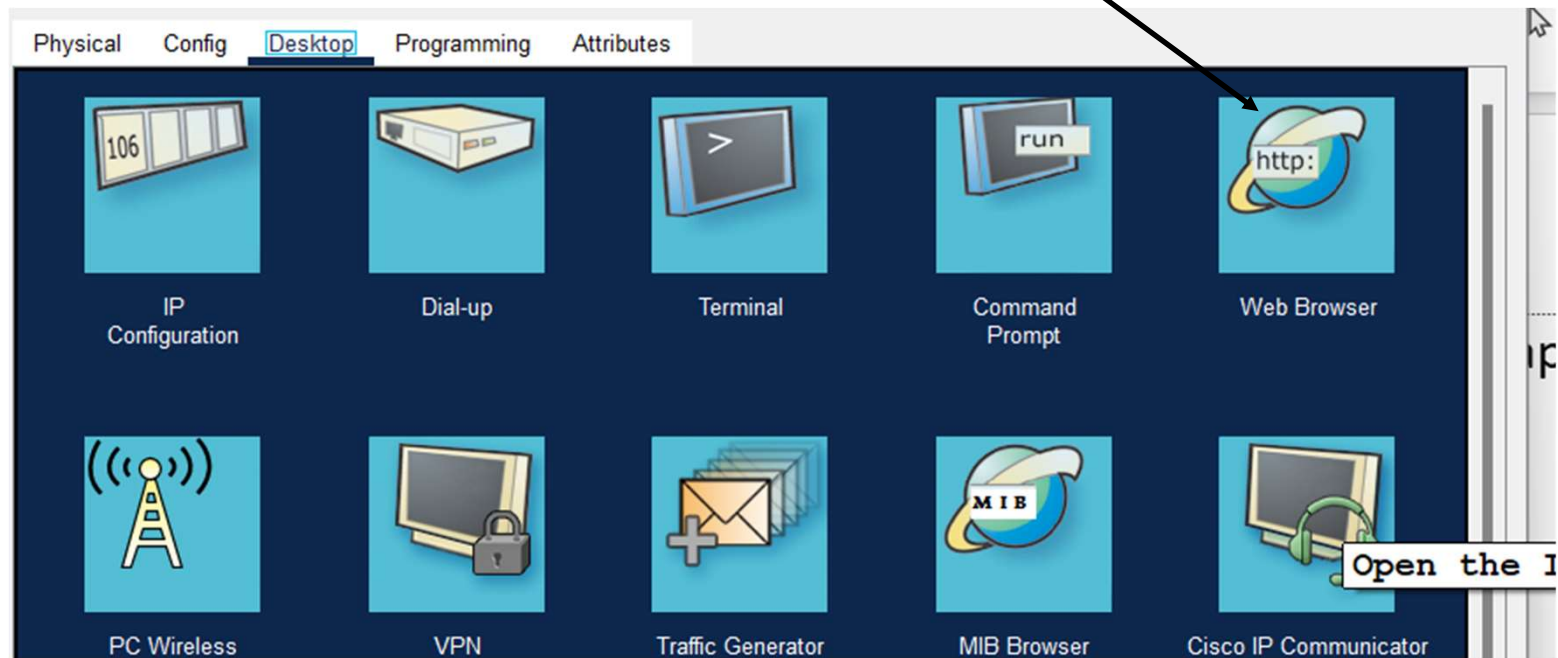 Physical Config Desktop Programming Attributes
106
>
run
http:
IP
Configuration
Dial-up
Terminal
Command
Prompt
Web Browser
MIB
Open the
PC Wireless
VPN
Traffic Generator
MIB Browser
Cisco IP Communicator